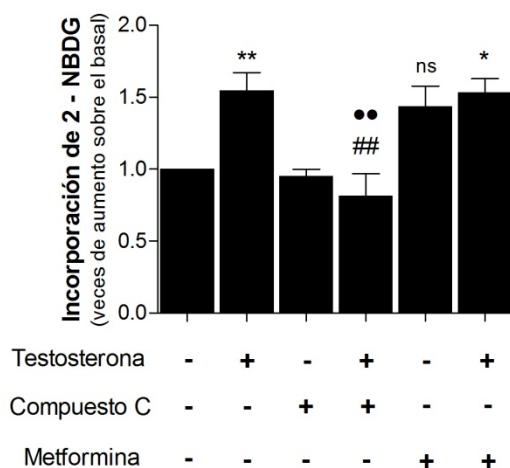 Incorporación de 2 - NBDG
(veces de aumento sobre el basal)
2.0
1.5
1.0
0.5
0.0
**
●●
##
ns
*
Testosterona - + - + - +
Compuesto C - - + + - -
Metformina - - - - + +